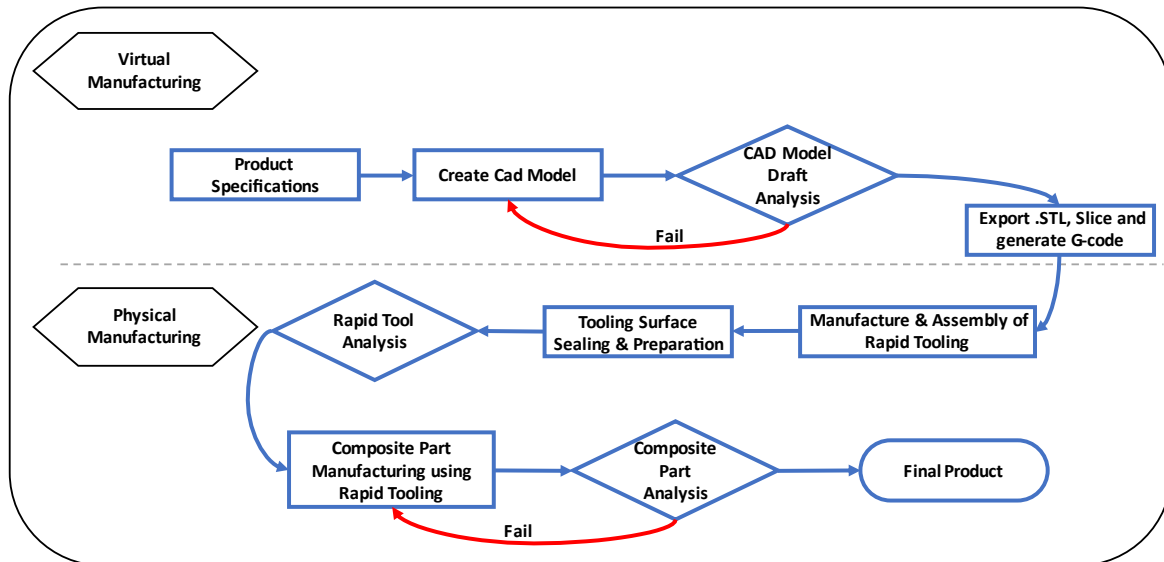 Virtual
Manufacturing
Product
Specifications
Create Cad Model
CAD Model
Draft
Analysis
Fail
Export .STL, Slice and
generate G-code
Physical
Manufacturing
Rapid Tool
Analysis
Tooling Surface
Sealing & Preparation
Manufacture & Assembly of
Rapid Tooling
Composite Part
Manufacturing using
Rapid Tooling
Composite
Part
Analysis
Final Product
Fail